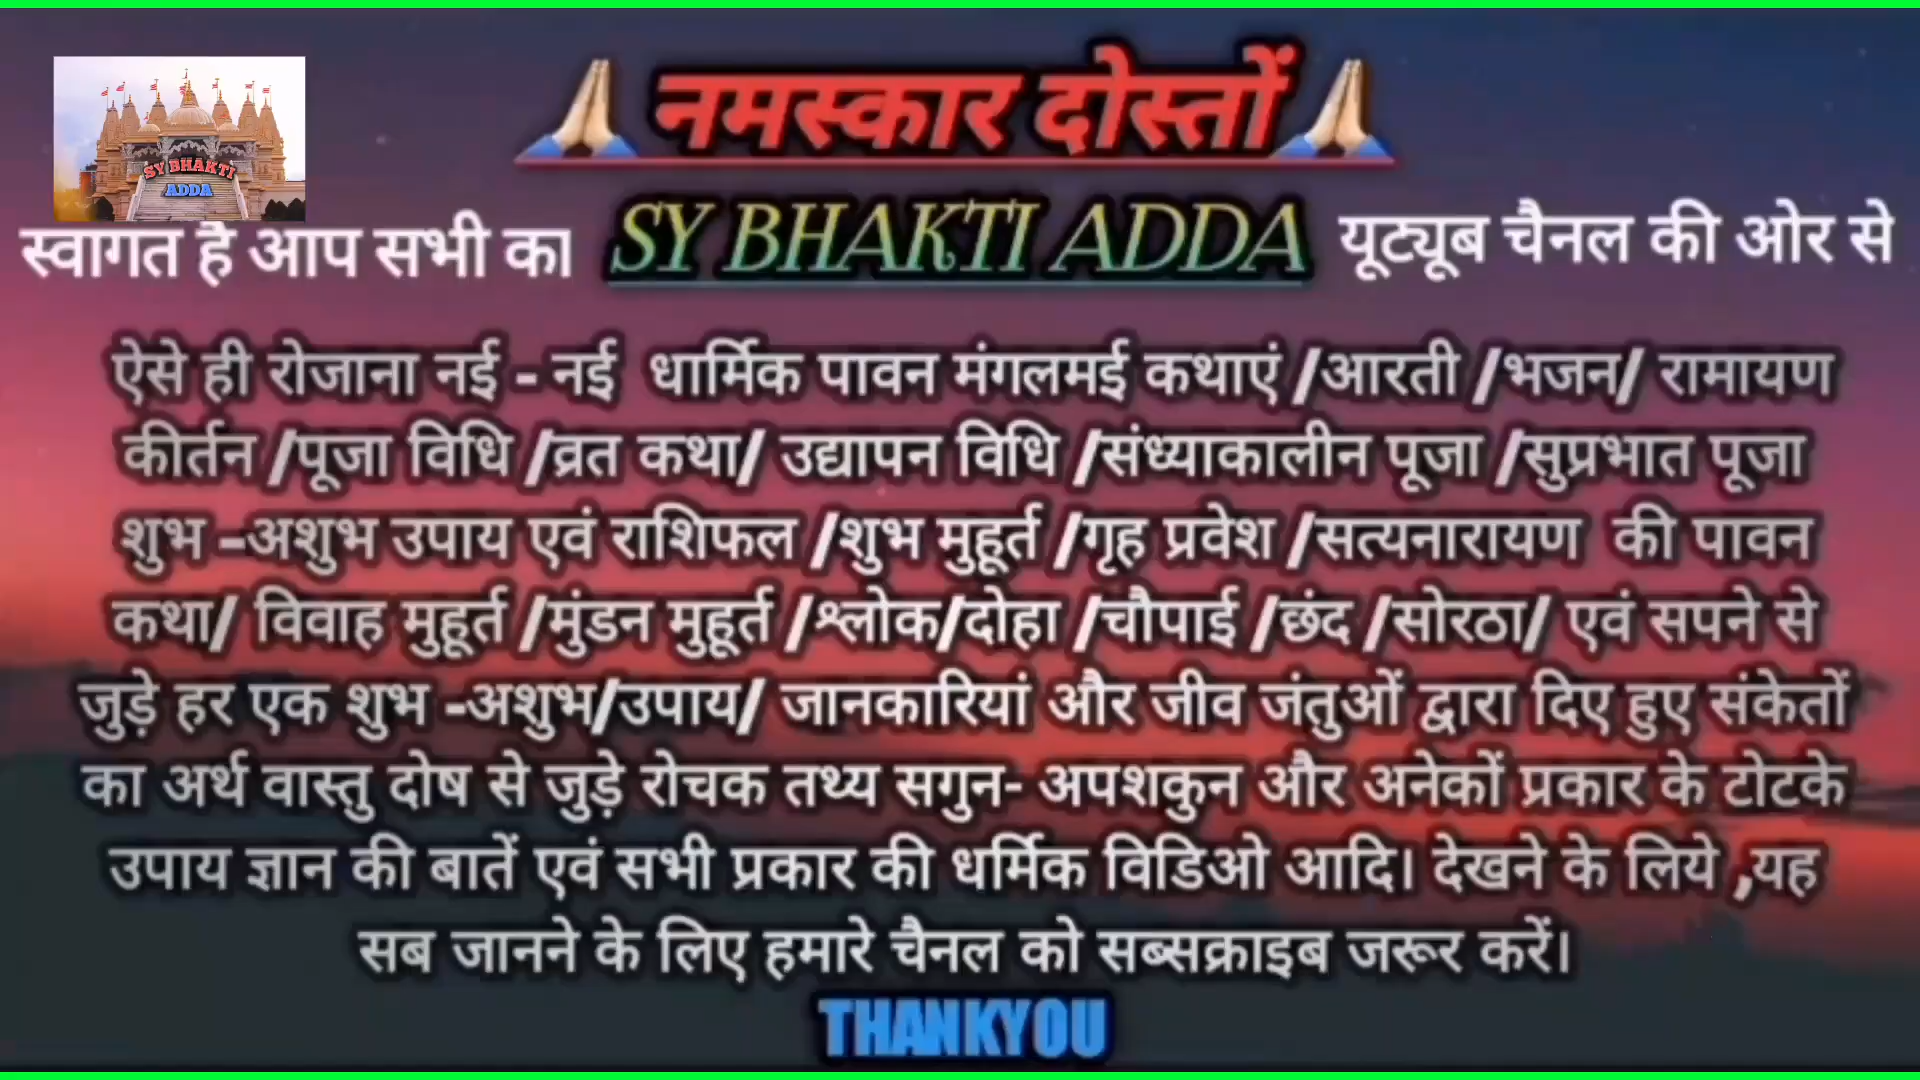 🙏🏻नमस्कार दोस्तों🙏🏻
SY BHAKTI
ADDA
स्वागत है आप सभी का SY BHAKTI ADDA यूट्यूब चैनल की ओर से
ऐसे ही रोजाना नई - नई धार्मिक पावन मंगलमई कथाएं /आरती /भजन/ रामायण
कीर्तन /पूजा विधि /व्रत कथा/ उद्यापन विधि /संध्याकालीन पूजा /सुप्रभात पूजा
शुभ -अशुभ उपाय एवं राशिफल /शुभ मुहूर्त /गृह प्रवेश /सत्यनारायण की पावन
कथा/ विवाह मुहूर्त /मुंडन मुहूर्त /श्लोक/दोहा /चौपाई /छंद /सोरठा/ एवं सपने से
जुड़े हर एक शुभ -अशुभ/उपाय/ जानकारियां और जीव जंतुओं द्वारा दिए हुए संकेतों
का अर्थ वास्तु दोष से जुड़े रोचक तथ्य सगुन- अपशकुन और अनेकों प्रकार के टोटके
उपाय ज्ञान की बातें एवं सभी प्रकार की धर्मिक विडिओ आदि। देखने के लिये ,यह
सब जानने के लिए हमारे चैनल को सब्सक्राइब जरूर करें।
THANKYOU